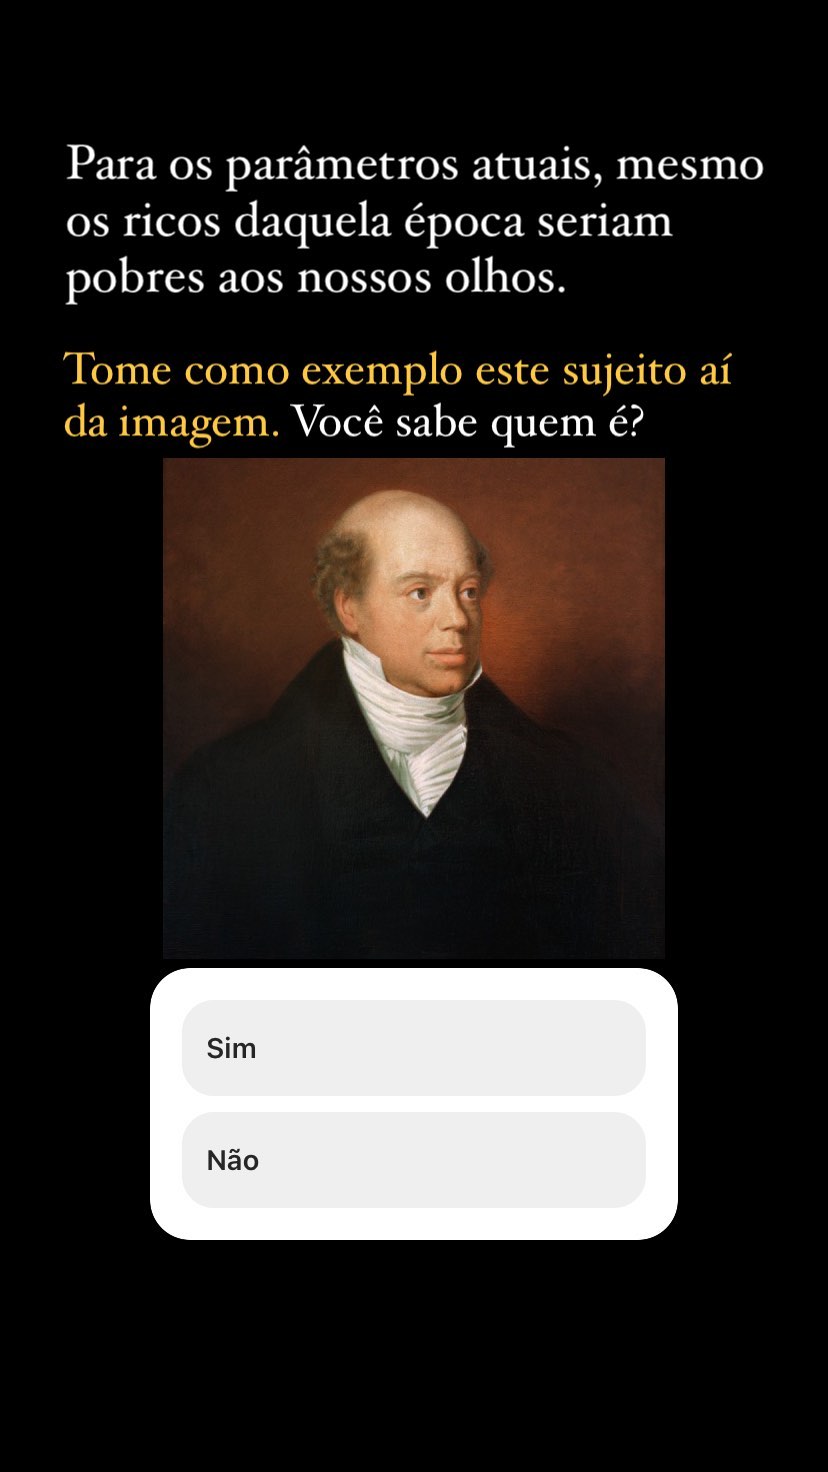 Para os parâmetros atuais, mesmo
os ricos daquela época seriam
pobres aos nossos olhos.
Tome como exemplo este sujeito aí
da imagem. Você sabe quem é?
Sim
Não